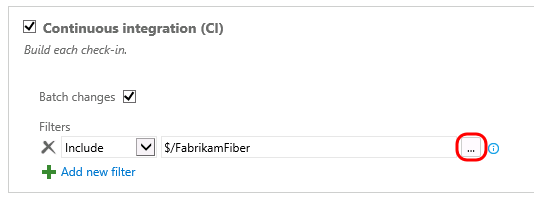 Continuous integration (CI)
Build each check-in.
Batch changes
Filters
Include $/FabrikamFiber ...
Add new filter